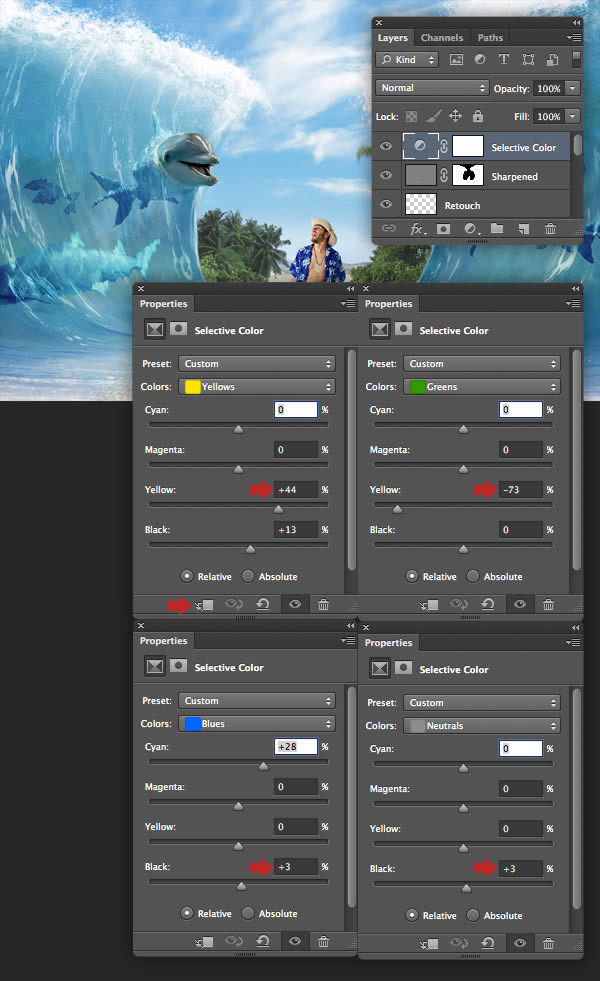 Layers Channels Paths
Kind
Normal Opacity: 100%
Lock: Fill: 100%
Selective Color
Sharpened
Retouch
fx
Properties
Selective Color
Preset: Custom
Colors: Yellows
Cyan: 0 %
Magenta: 0 %
Yellow: +44 %
Black: +13 %
Relative Absolute
Properties
Selective Color
Preset: Custom
Colors: Greens
Cyan: 0 %
Magenta: 0 %
Yellow: -73 %
Black: 0 %
Relative Absolute
Properties
Selective Color
Preset: Custom
Colors: Blues
Cyan: +28 %
Magenta: 0 %
Yellow: 0 %
Black: +3 %
Relative Absolute
Properties
Selective Color
Preset: Custom
Colors: Neutrals
Cyan: 0 %
Magenta: 0 %
Yellow: 0 %
Black: +3 %
Relative Absolute